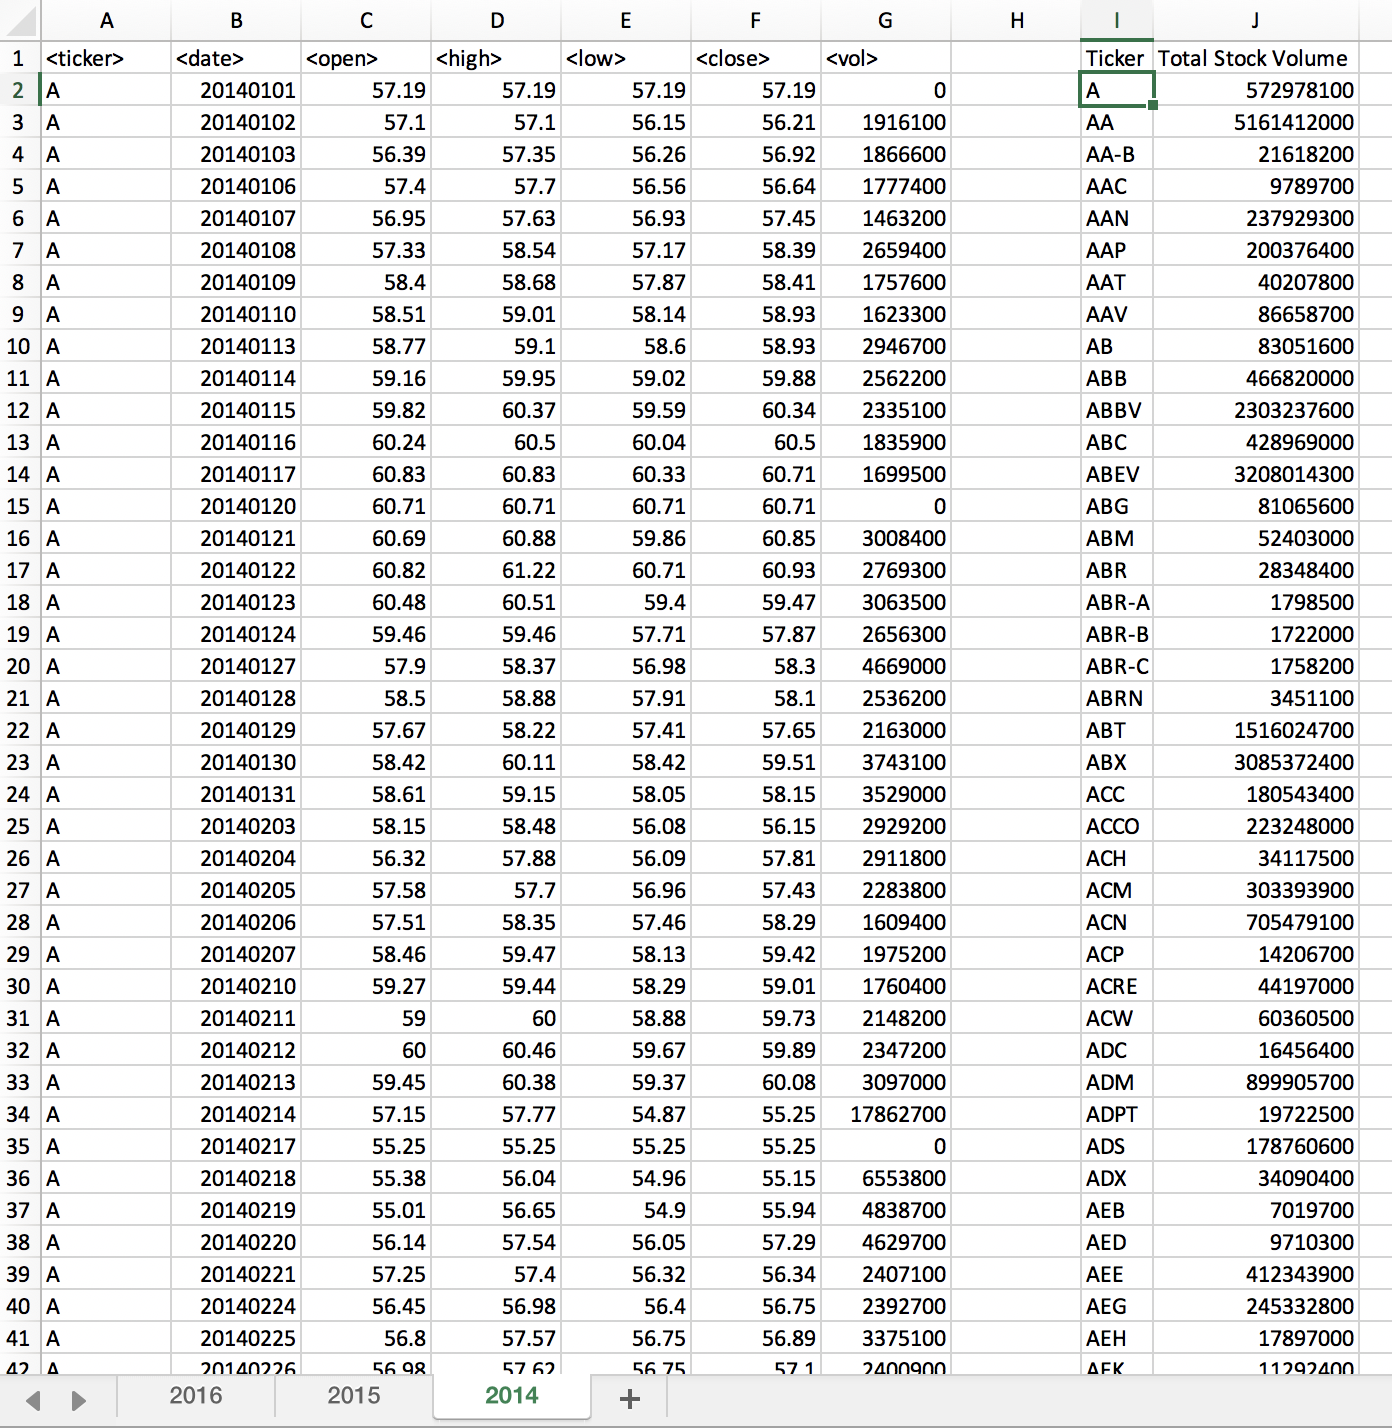 A B C D E F G H I J
1 <ticker> <date> <open> <high> <low> <close> <vol> Ticker Total Stock Volume
2 A 20140101 57.19 57.19 57.19 57.19 0 A 572978100
3 A 20140102 57.1 57.1 56.15 56.21 1916100 AA 5161412000
4 A 20140103 56.39 57.35 56.26 56.92 1866600 AA-B 21618200
5 A 20140106 57.4 57.7 56.56 56.64 1777400 AAC 9789700
6 A 20140107 56.95 57.63 56.93 57.45 1463200 AAN 237929300
7 A 20140108 57.33 58.54 57.17 58.39 2659400 AAP 200376400
8 A 20140109 58.4 58.68 57.87 58.41 1757600 AAT 40207800
9 A 20140110 58.51 59.01 58.14 58.93 1623300 AAV 86658700
10 A 20140113 58.77 59.1 58.6 58.93 2946700 AB 83051600
11 A 20140114 59.16 59.95 59.02 59.88 2562200 ABB 466820000
12 A 20140115 59.82 60.37 59.59 60.34 2335100 ABBV 2303237600
13 A 20140116 60.24 60.5 60.04 60.5 1835900 ABC 428969000
14 A 20140117 60.83 60.83 60.33 60.71 1699500 ABEV 3208014300
15 A 20140120 60.71 60.71 60.71 60.71 0 ABG 81065600
16 A 20140121 60.69 60.88 59.86 60.85 3008400 ABM 52403000
17 A 20140122 60.82 61.22 60.71 60.93 2769300 ABR 28348400
18 A 20140123 60.48 60.51 59.4 59.47 3063500 ABR-A 1798500
19 A 20140124 59.46 59.46 57.71 57.87 2656300 ABR-B 1722000
20 A 20140127 57.9 58.37 56.98 58.3 4669000 ABR-C 1758200
21 A 20140128 58.5 58.88 57.91 58.1 2536200 ABRN 3451100
22 A 20140129 57.67 58.22 57.41 57.65 2163000 ABT 1516024700
23 A 20140130 58.42 60.11 58.42 59.51 3743100 ABX 3085372400
24 A 20140131 58.61 59.15 58.05 58.15 3529000 ACC 180543400
25 A 20140203 58.15 58.48 56.08 56.15 2929200 ACCO 223248000
26 A 20140204 56.32 57.88 56.09 57.81 2911800 ACH 34117500
27 A 20140205 57.58 57.7 56.96 57.43 2283800 ACM 303393900
28 A 20140206 57.51 58.35 57.46 58.29 1609400 ACN 705479100
29 A 20140207 58.46 59.47 58.13 59.42 1975200 ACP 14206700
30 A 20140210 59.27 59.44 58.29 59.01 1760400 ACRE 44197000
31 A 20140211 59 60 58.88 59.73 2148200 ACW 60360500
32 A 20140212 60 60.46 59.67 59.89 2347200 ADC 16456400
33 A 20140213 59.45 60.38 59.37 60.08 3097000 ADM 899905700
34 A 20140214 57.15 57.77 54.87 55.25 17862700 ADPT 19722500
35 A 20140217 55.25 55.25 55.25 55.25 0 ADS 178760600
36 A 20140218 55.38 56.04 54.96 55.15 6553800 ADX 34090400
37 A 20140219 55.01 56.65 54.9 55.94 4838700 AEB 7019700
38 A 20140220 56.14 57.54 56.05 57.29 4629700 AED 9710300
39 A 20140221 57.25 57.4 56.32 56.34 2407100 AEE 412343900
40 A 20140224 56.45 56.98 56.4 56.75 2392700 AEG 245332800
41 A 20140225 56.8 57.57 56.75 56.89 3375100 AEH 17897000
42 A 20140226 56.98 57.62 56.75 57.1 2400900 AEK 11292400
2016 2015 2014 +